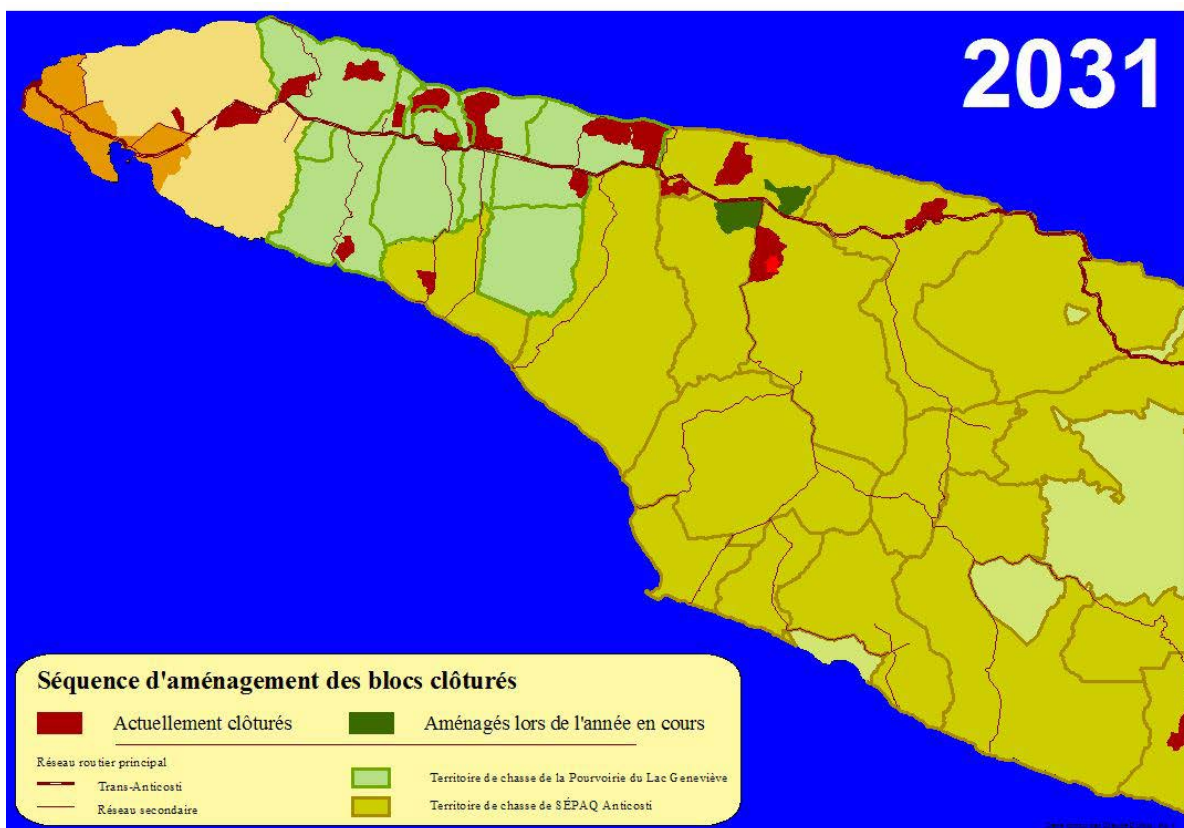 2031
Séquence d'aménagement des blocs clôturés
Actuellement clôturés
Aménagés lors de l'année en cours
Réseau routier principal
Trans-Anticosti
Réseau secondaire
Territoire de chasse de la Pourvoirie du Lac Geneviève
Territoire de chasse de SÉPAQ Anticosti